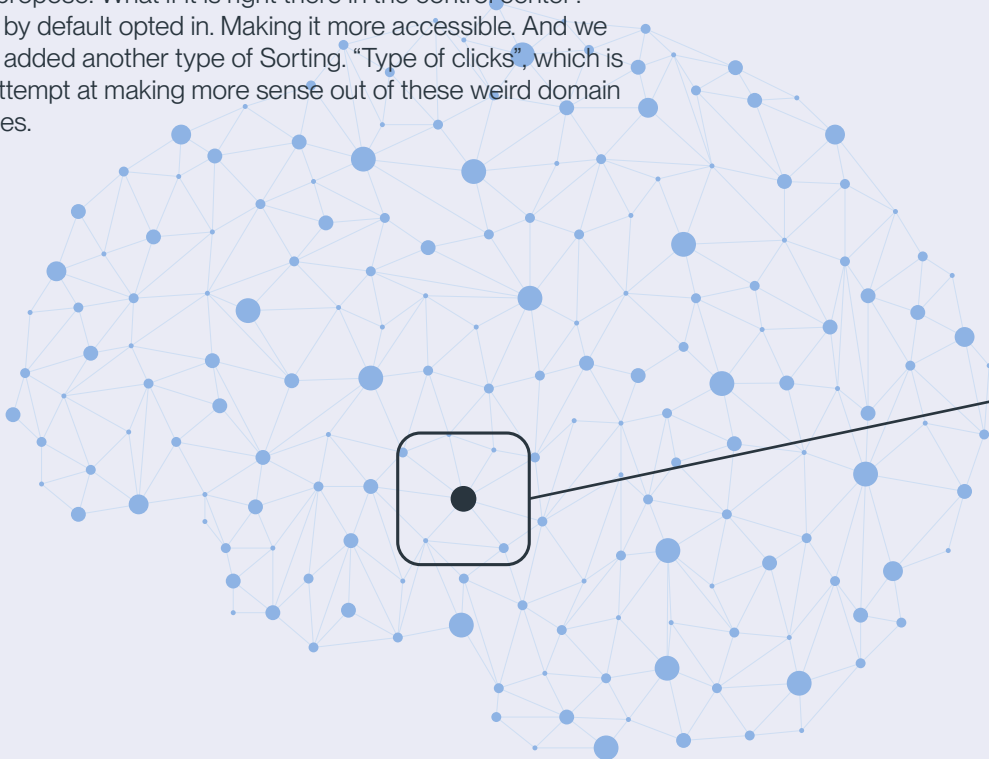 propose. What if it is right there in the control center?
by default opted in. Making it more accessible. And we
added another type of Sorting. “Type of clicks”, which is
ttempt at making more sense out of these weird domain
es.